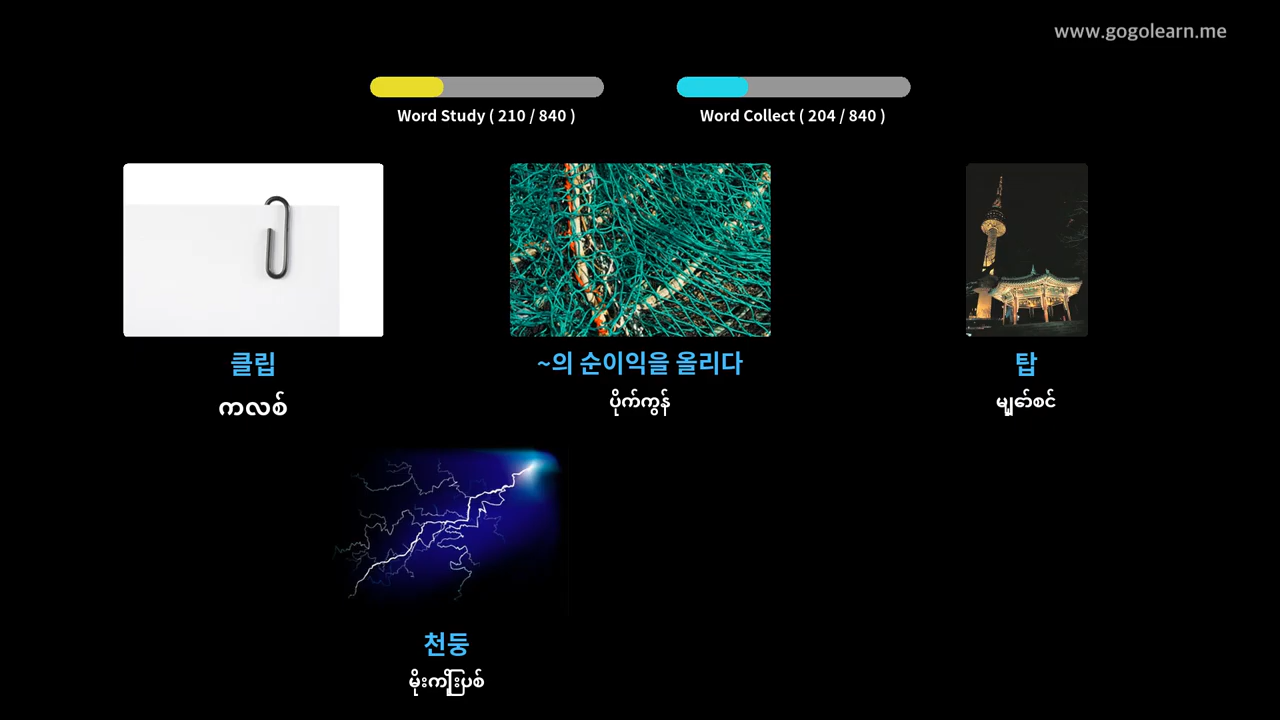 www.gogolearn.me
Word Study ( 210 / 840 )
Word Collect ( 204 / 840 )
클립
~의 순이익을 올리다
탑
ကလစ်
ပိုက်ကွန်
မျှော်စင်
천둥
မိုးကျိုးပြစ်